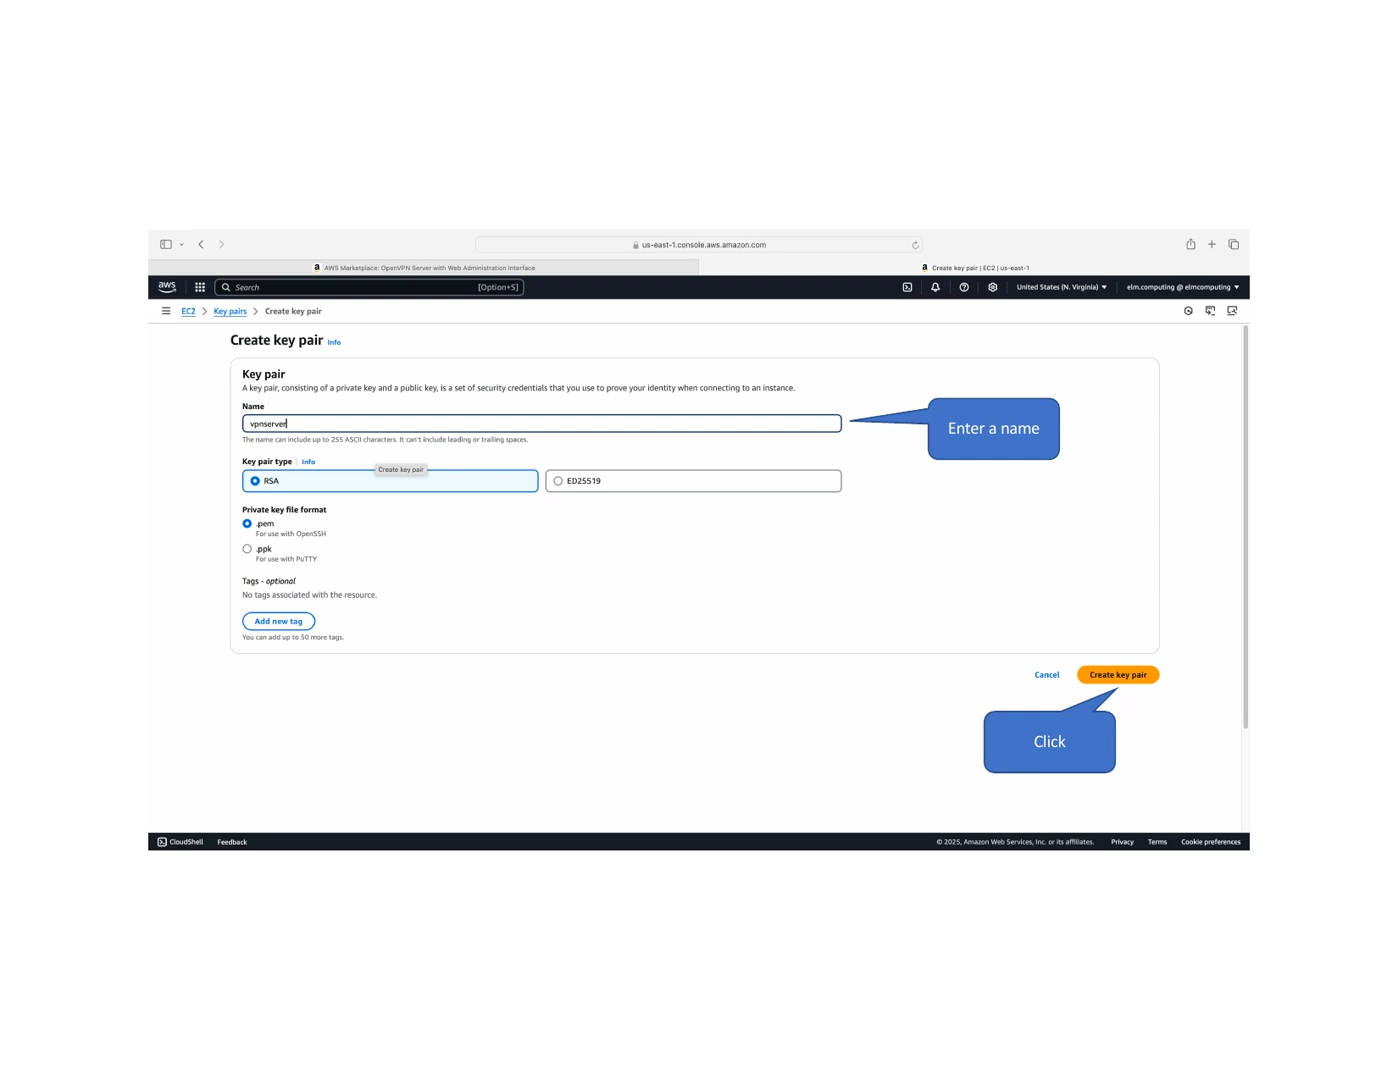 us-east-1.console.aws.amazon.com
AWS Marketplace: OpenVPN Server with Web Administration Interface
Create key pair | EC2 | us-east-1
aws
Search
[Option+S]
United States (N. Virginia)
elm.computing @ elmcomputing
EC2
Key pairs
Create key pair
Create key pair Info
Key pair
A key pair, consisting of a private key and a public key, is a set of security credentials that you use to prove your identity when connecting to an instance.
Name
vpnserver
Enter a name
The name can include up to 255 ASCII characters. It can't include leading or trailing spaces.
Key pair type Info
Create key pair
RSA
ED25519
Private key file format
.pem
For use with OpenSSH
.ppk
For use with PuTTY
Tags - optional
No tags associated with the resource.
Add new tag
You can add up to 50 more tags.
Cancel
Create key pair
Click
CloudShell
Feedback
© 2025, Amazon Web Services, Inc. or its affiliates.
Privacy
Terms
Cookie preferences